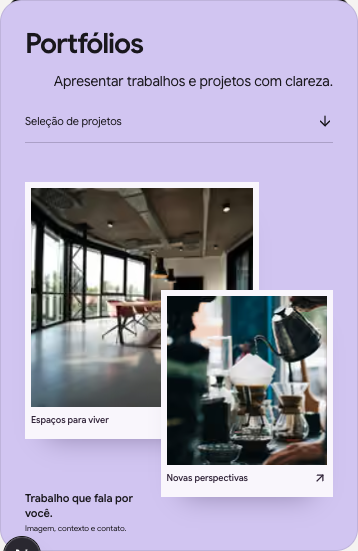 Portfólios
Apresentar trabalhos e projetos com clareza.
Seleção de projetos
Espaços para viver
Novas perspectivas
Trabalho que fala por
você.
Imagem, contexto e contato.